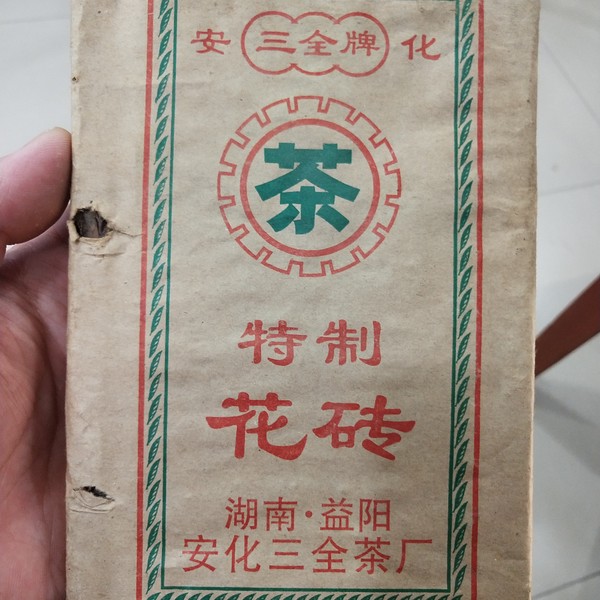 安 三全牌 化
茶
特制
花砖
湖南·益阳
安化三全茶厂